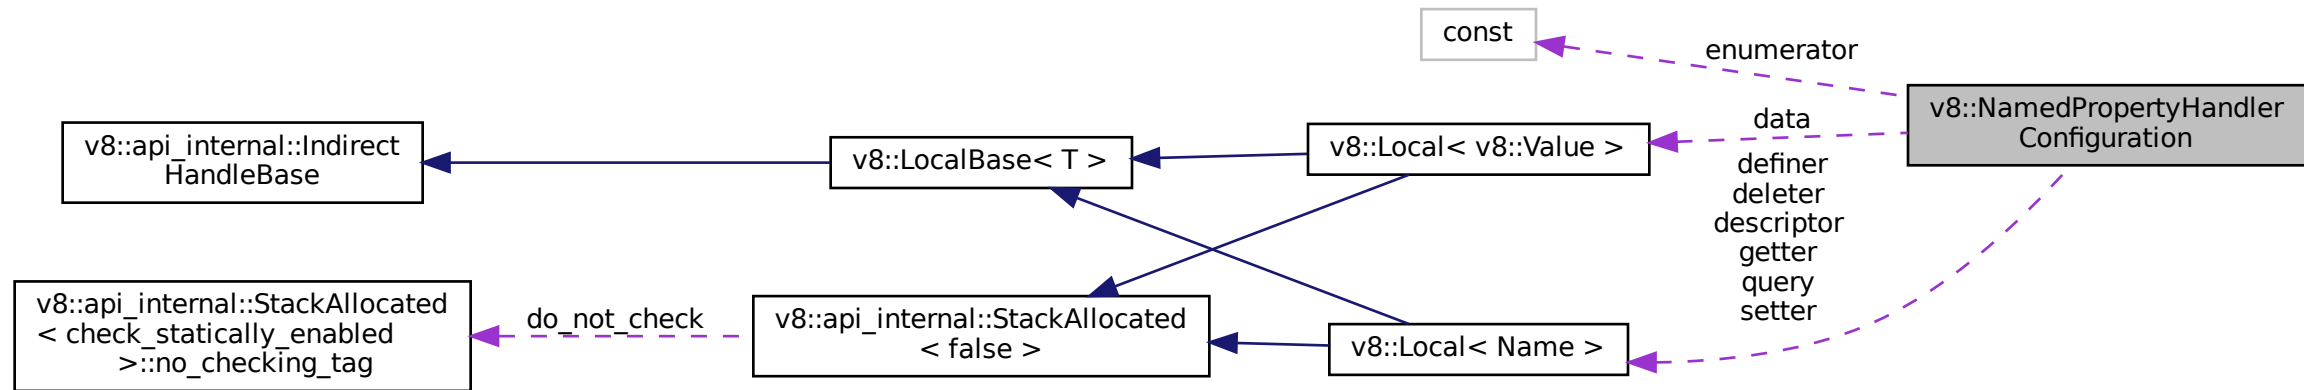 const
enumerator
v8::NamedPropertyHandler
Configuration
data
v8::Local< v8::Value >
v8::LocalBase< T >
v8::api_internal::Indirect
HandleBase
definer
deleter
descriptor
getter
query
setter
v8::api_internal::StackAllocated
< check_statically_enabled
>::no_checking_tag
do_not_check
v8::api_internal::StackAllocated
< false >
v8::Local< Name >